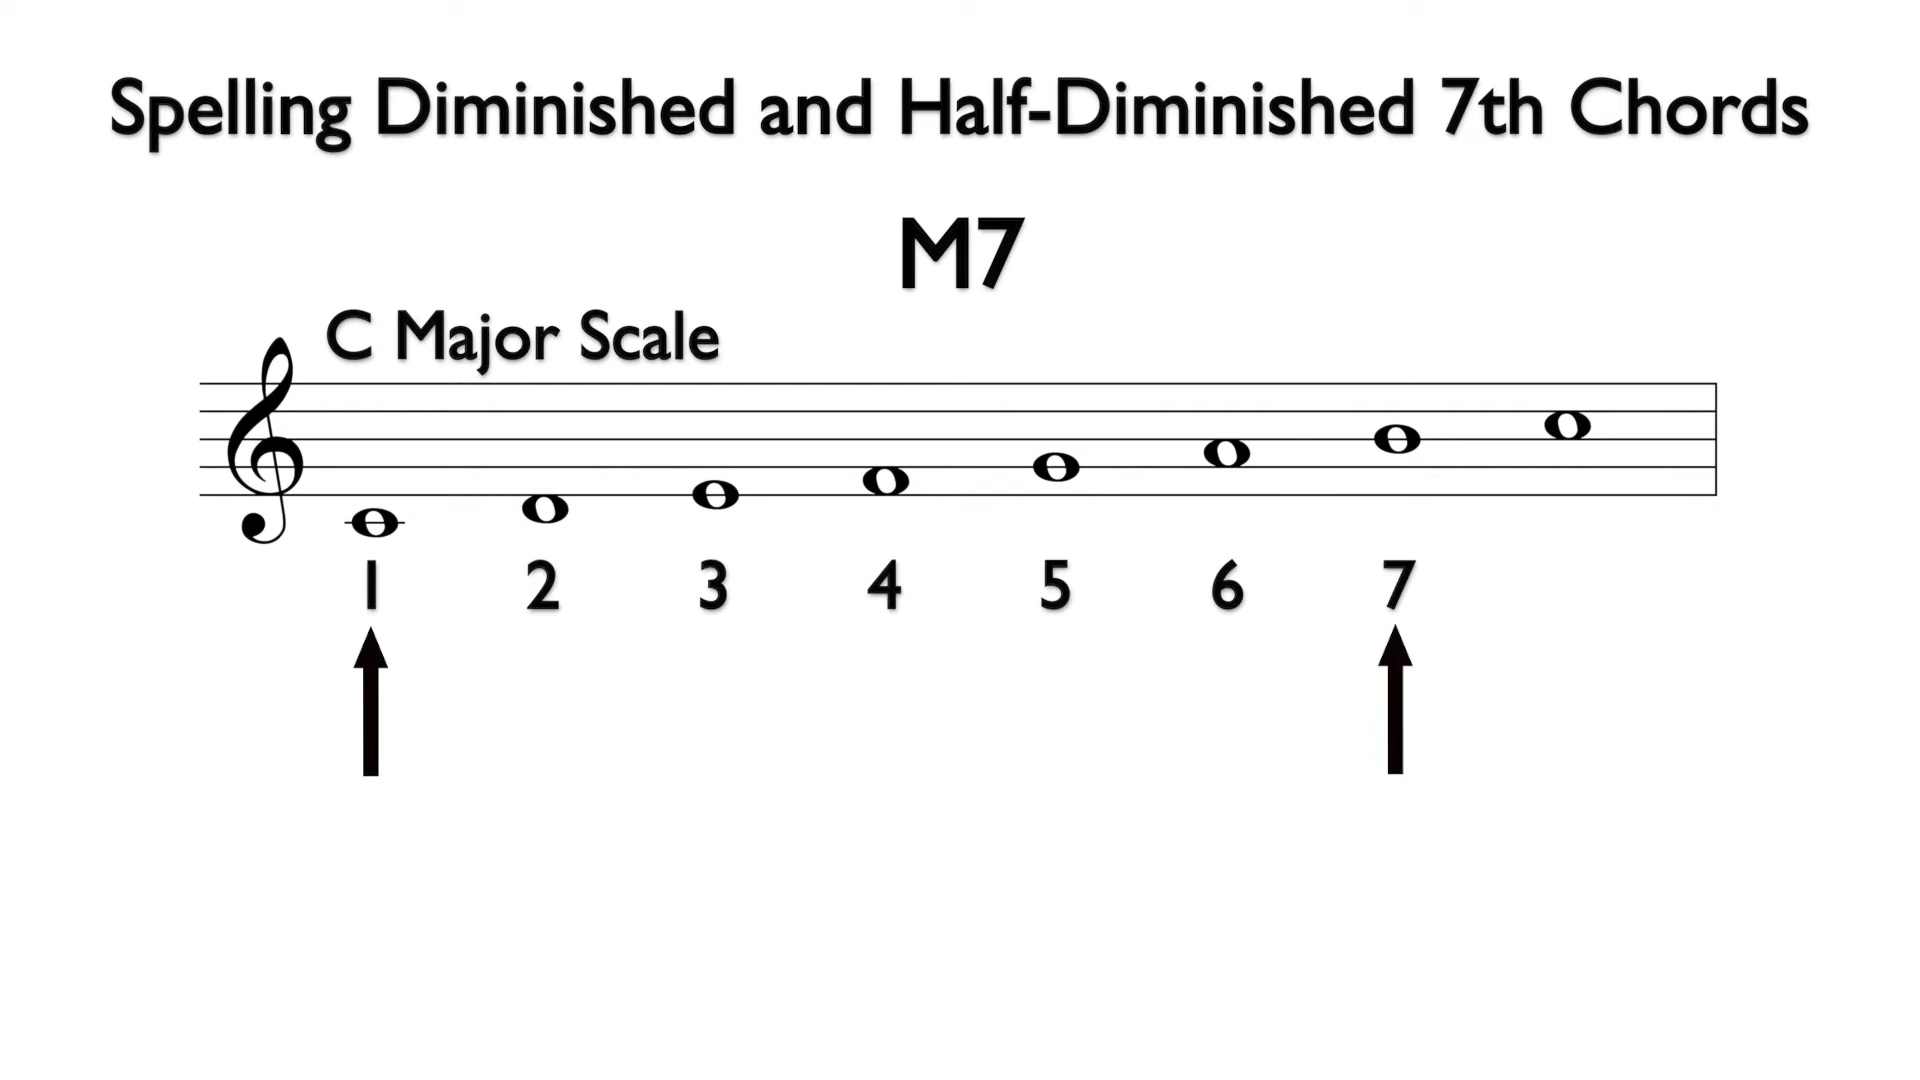 Spelling Diminished and Half-Diminished 7th Chords
M7
C Major Scale
1 2 3 4 5 6 7